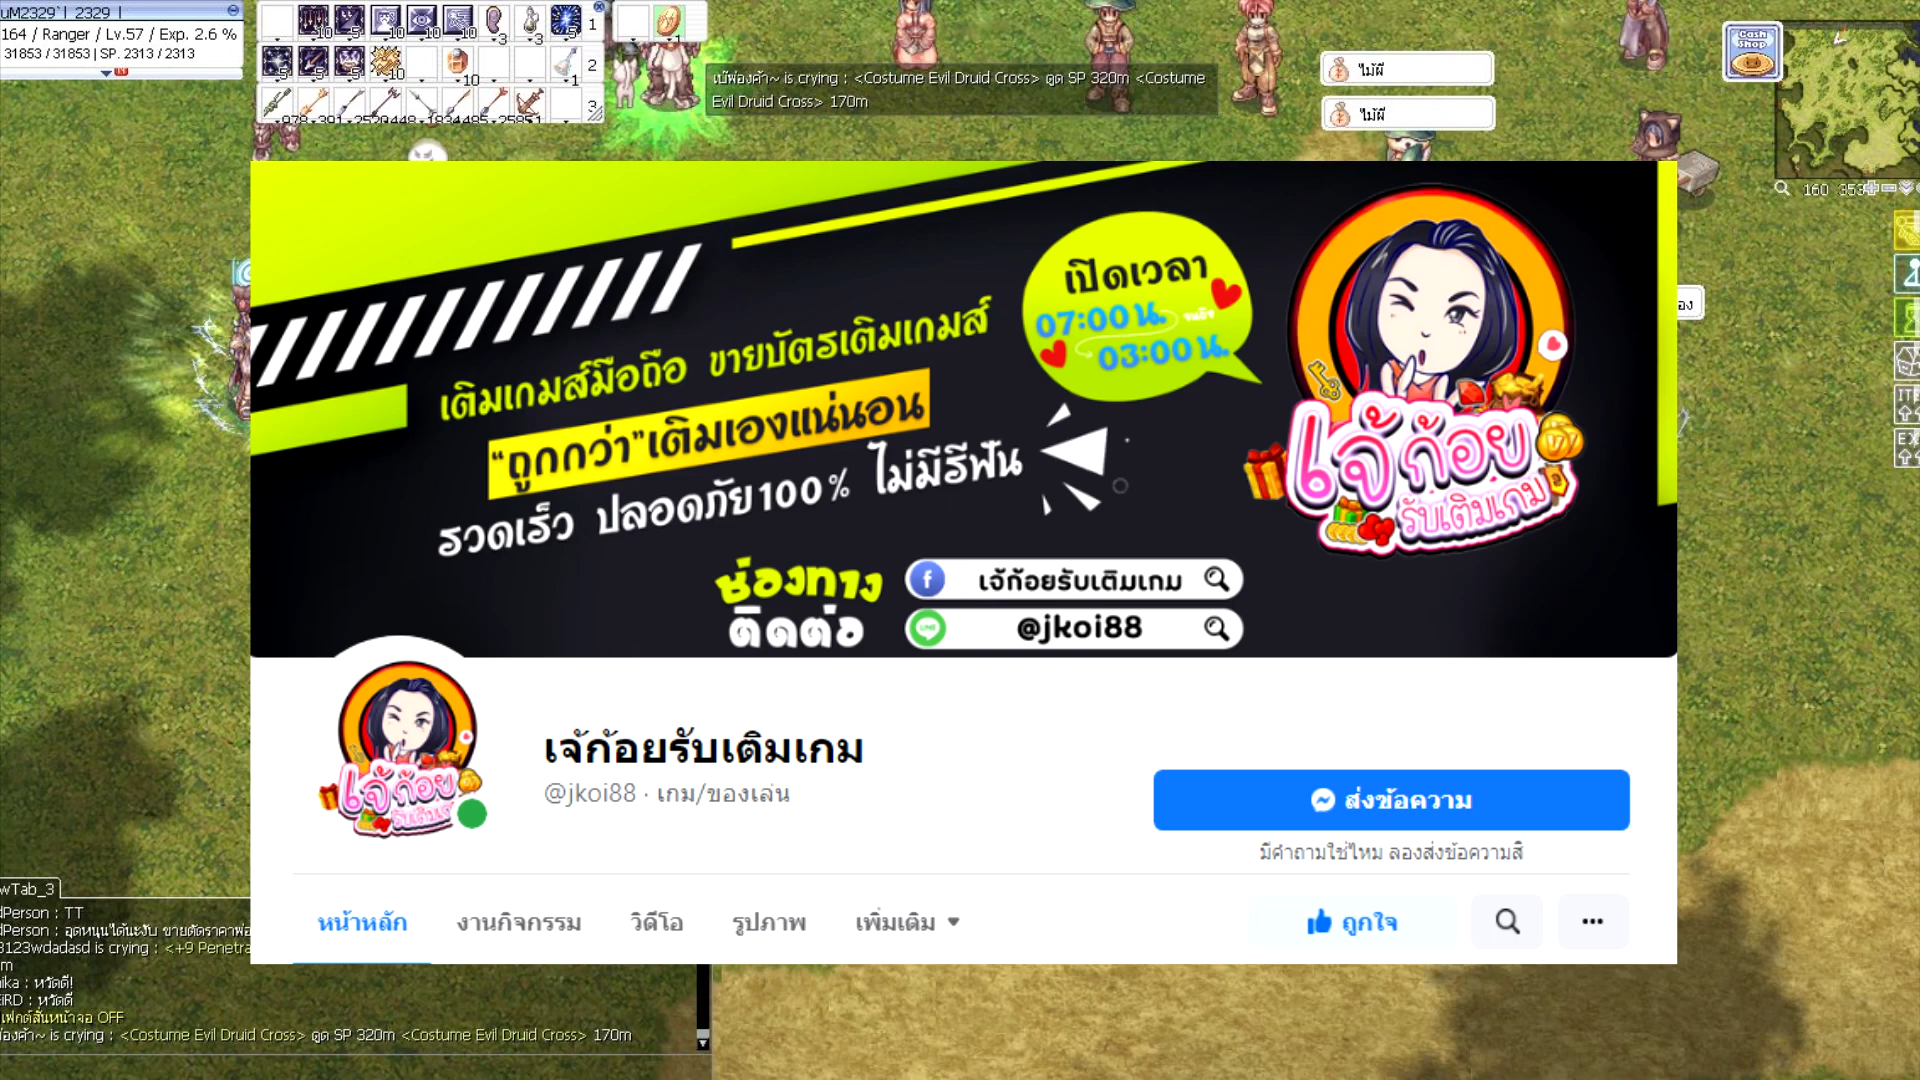 164 / Ranger / Lv.57 / Exp. 2.6 %
31853 / 31853 | SP. 2313 / 2313
is crying : <Costume Evil Druid Cross> ดูด SP 320m <Costume
Evil Druid Cross> 170m
ไม้ผี
ไม้ผี
Cash
Shop
160 353
เปิดเวลา
07:00 น.
จนถึง
03:00 น.
เติมเกมส์มือถือ ขายบัตรเติมเกมส์
“ถูกกว่า”เติมเองแน่นอน
รวดเร็ว ปลอดภัย100% ไม่มีรีฟัน
เจ๊ก้อย
รับเติมเกม
ช่องทาง
ติดต่อ
เจ๊ก้อยรับเติมเกม
@jkoi88
เจ๊ก้อย
เจ๊ก้อยรับเติมเกม
@jkoi88 · เกม/ของเล่น
ส่งข้อความ
มีคำถามใช่ไหม ลองส่งข้อความสิ
หน้าหลัก งานกิจกรรม วิดีโอ รูปภาพ เพิ่มเติม
ถูกใจ
wTab_3
dPerson : TT
dPerson : อุดหนุนได้นะงับ ขายตัดราคาพ่อ
3123wdadasd is crying : <+9 Penetra
m
ika : หวัดดี!
iRD : หวัดดี
เฟกต์สั่นหน้าจอ OFF
is crying : <Costume Evil Druid Cross> ดูด SP 320m <Costume Evil Druid Cross> 170m